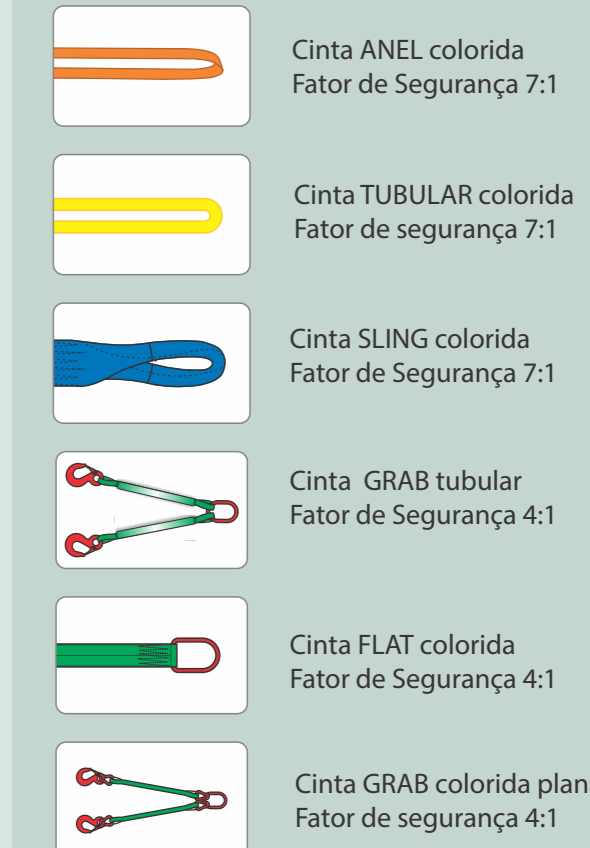 Cinta ANEL colorida
Fator de Segurança 7:1
Cinta TUBULAR colorida
Fator de segurança 7:1
Cinta SLING colorida
Fator de Segurança 7:1
Cinta GRAB tubular
Fator de Segurança 4:1
Cinta FLAT colorida
Fator de Segurança 4:1
Cinta GRAB colorida plan
Fator de segurança 4:1